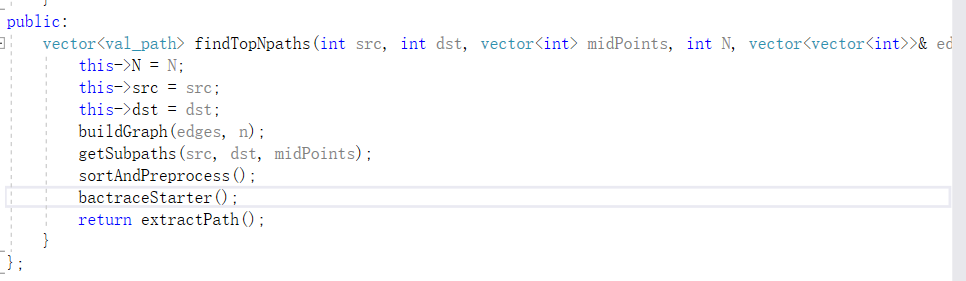 }
public:
vector<val_path> findTopNpaths(int src, int dst, vector<int> midPoints, int N, vector<vector<int>>& ed
this->N = N;
this->src = src;
this->dst = dst;
buildGraph(edges, n);
getSubpaths(src, dst, midPoints);
sortAndPreprocess();
bactraceStarter();
return extractPath();
}
};